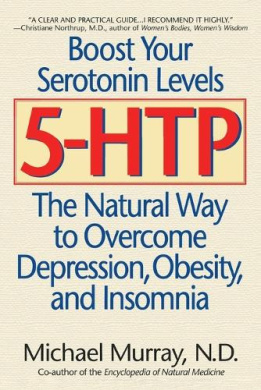 "A CLEAR AND PRACTICAL GUIDE...I RECOMMEND IT HIGHLY."
—Christiane Northrup, M.D., author of Women's Bodies, Women's Wisdom
Boost Your
Serotonin Levels
5-HTP
The Natural Way
to Overcome
Depression, Obesity,
and Insomnia
Michael Murray, N.D.
Co-author of the Encyclopedia of Natural Medicine